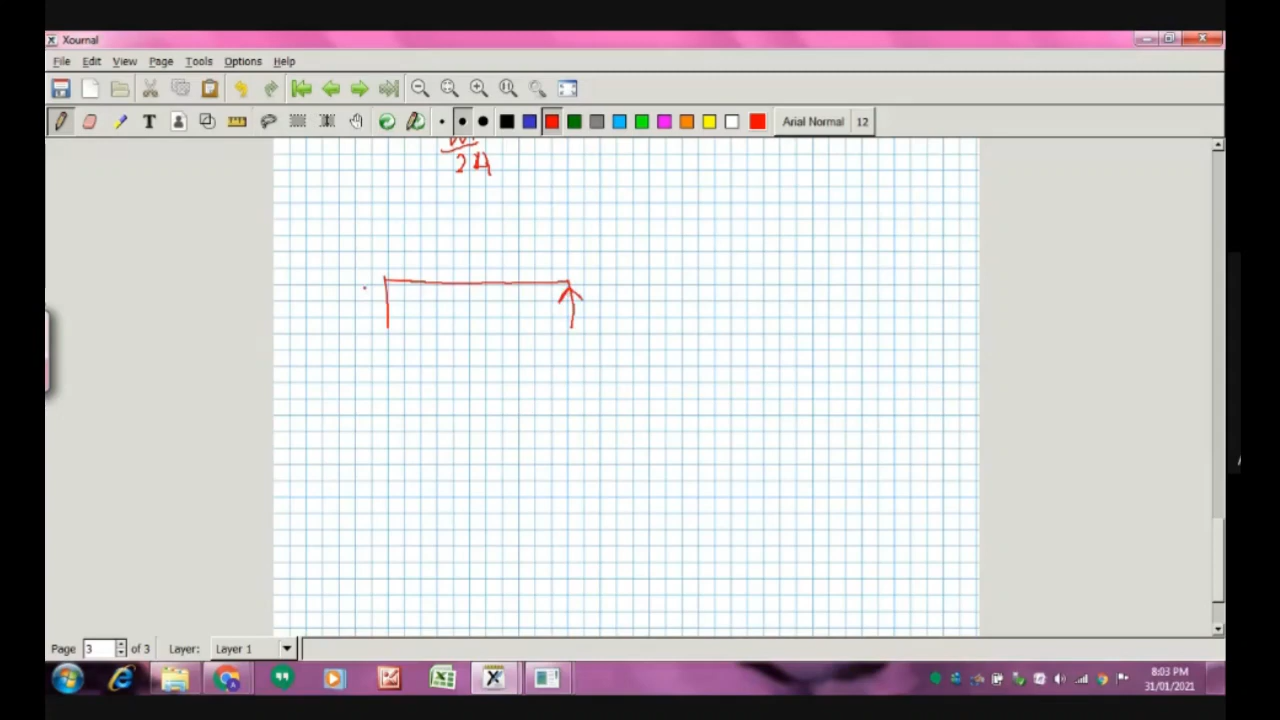 Xournal
File Edit View Page Tools Options Help
Arial Normal 12
24
Page 3 of 3 Layer: Layer 1
8:03 PM
31/01/2021